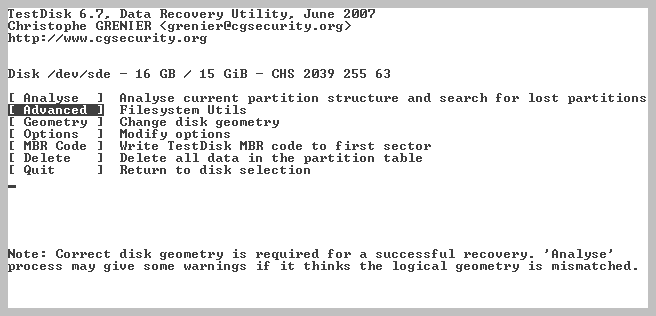 TestDisk 6.7, Data Recovery Utility, June 2007
Christophe GRENIER <grenier@cgsecurity.org>
http://www.cgsecurity.org
Disk /dev/sde - 16 GB / 15 GiB - CHS 2039 255 63
[ Analyse  ]  Analyse current partition structure and search for lost partitions
[ Advanced ]  Filesystem Utils
[ Geometry ]  Change disk geometry
[ Options  ]  Modify options
[ MBR Code ]  Write TestDisk MBR code to first sector
[ Delete   ]  Delete all data in the partition table
[ Quit     ]  Return to disk selection
Note: Correct disk geometry is required for a successful recovery. 'Analyse'
process may give some warnings if it thinks the logical geometry is mismatched.